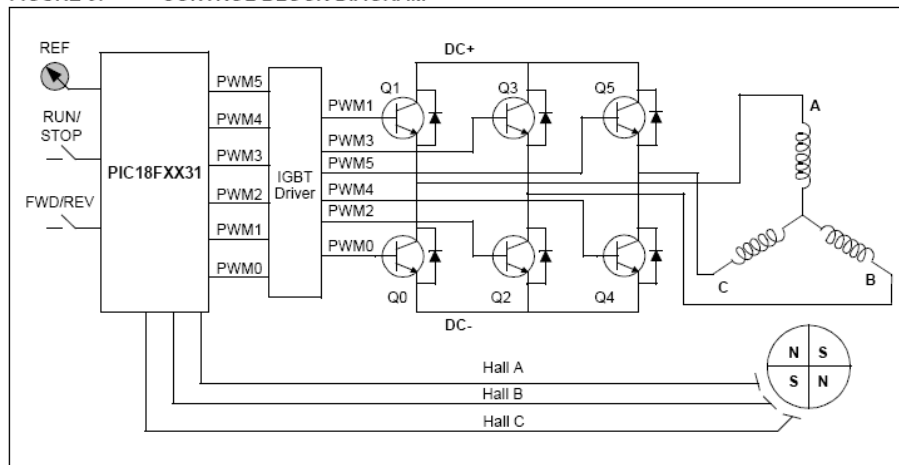 REF
RUN/
STOP
FWD/REV
PIC18FXX31
PWM5
PWM4
PWM3
PWM2
PWM1
PWM0
IGBT
Driver
PWM1
PWM3
PWM5
PWM4
PWM2
PWM0
DC+
Q1
Q3
Q5
Q0
Q2
Q4
DC-
A
C
B
N S
S N
Hall A
Hall B
Hall C